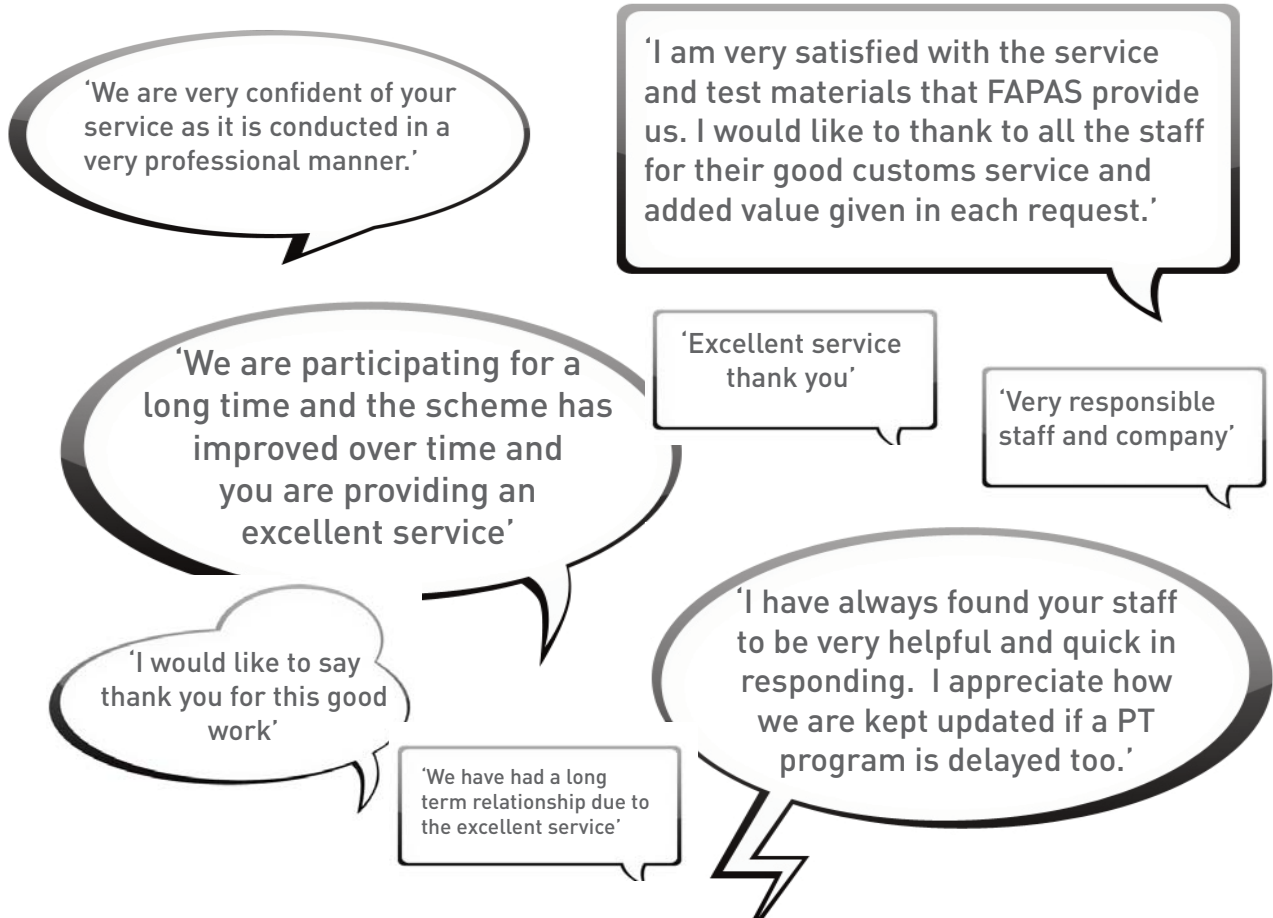 ‘We are very confident of your
service as it is conducted in a
very professional manner.’
‘I am very satisfied with the service
and test materials that FAPAS provide
us. I would like to thank to all the staff
for their good customs service and
added value given in each request.’
‘We are participating for a
long time and the scheme has
improved over time and
you are providing an
excellent service’
‘Excellent service
thank you’
‘Very responsible
staff and company’
‘I would like to say
thank you for this good
work’
‘We have had a long
term relationship due to
the excellent service’
‘I have always found your staff
to be very helpful and quick in
responding.  I appreciate how
we are kept updated if a PT
program is delayed too.’